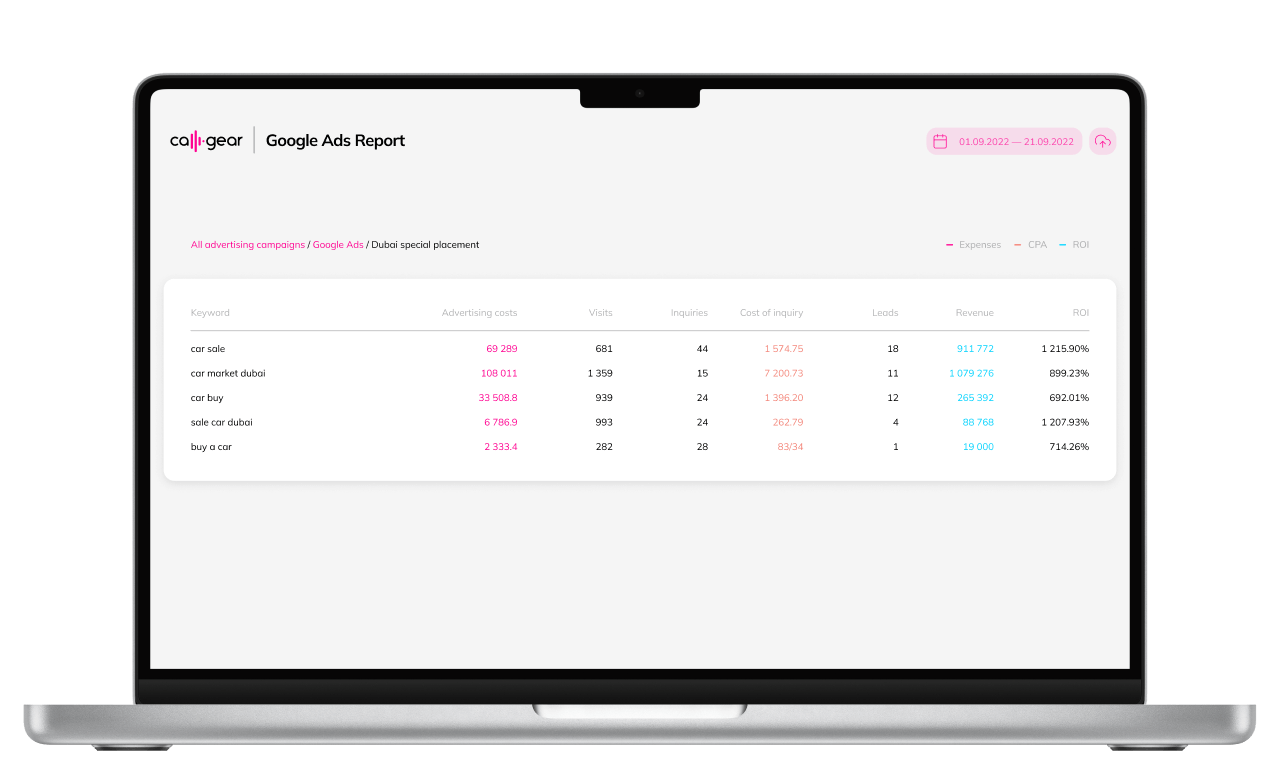 callgear Google Ads Report 01.09.2022 — 21.09.2022
All advertising campaigns / Google Ads / Dubai special placement Expenses CPA ROI
Keyword Advertising costs Visits Inquiries Cost of inquiry Leads Revenue ROI
car sale 69 289 681 44 1 574.75 18 911 772 1 215.90%
car market dubai 108 011 1 359 15 7 200.73 11 1 079 276 899.23%
car buy 33 508.8 939 24 1 396.20 12 265 392 692.01%
sale car dubai 6 786.9 993 24 262.79 4 88 768 1 207.93%
buy a car 2 333.4 282 28 83/34 1 19 000 714.26%